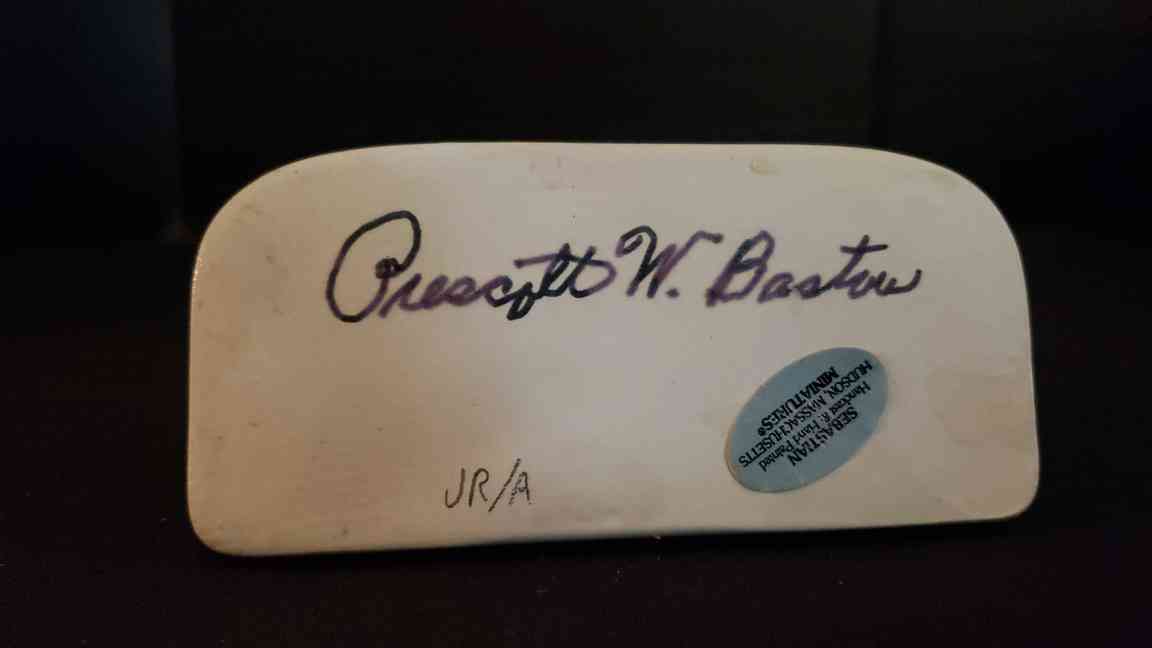 Prescott W. Baston
SEBASTIAN
MINIATURES®
Handcast & Hand Painted
HUDSON, MASSACHUSETTS
JR/A